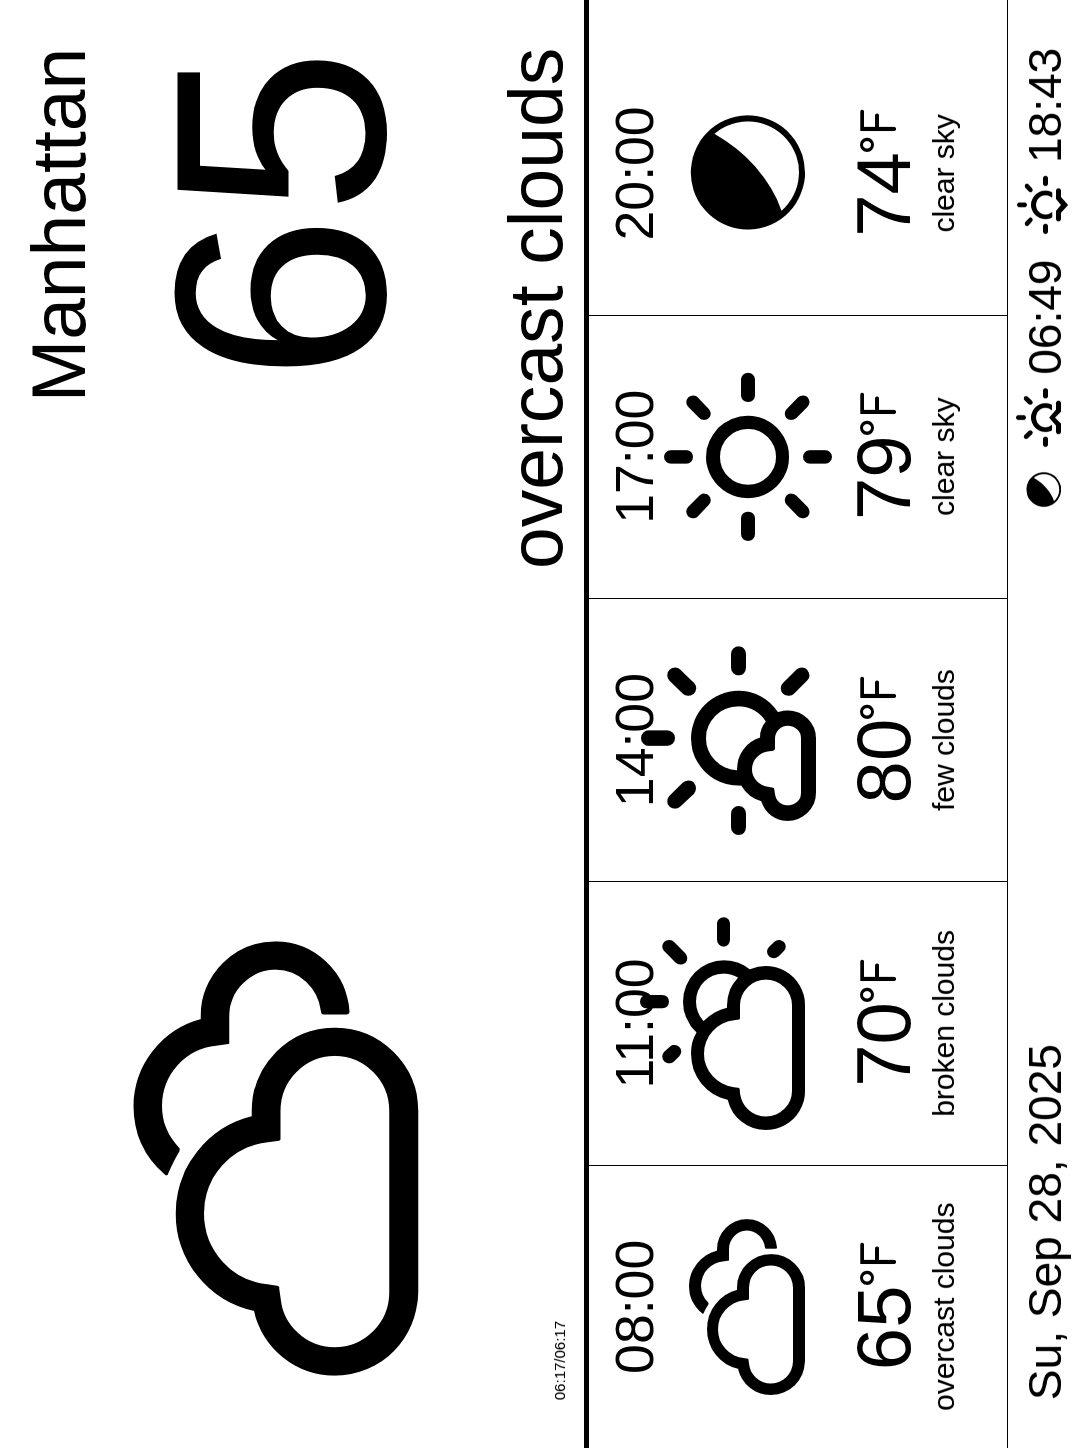 Manhattan
65
overcast clouds
06:17/06:17
08:00 11:00 14:00 17:00 20:00
65°F 70°F 80°F 79°F 74°F
overcast clouds broken clouds few clouds clear sky clear sky
Su, Sep 28, 2025 06:49 18:43